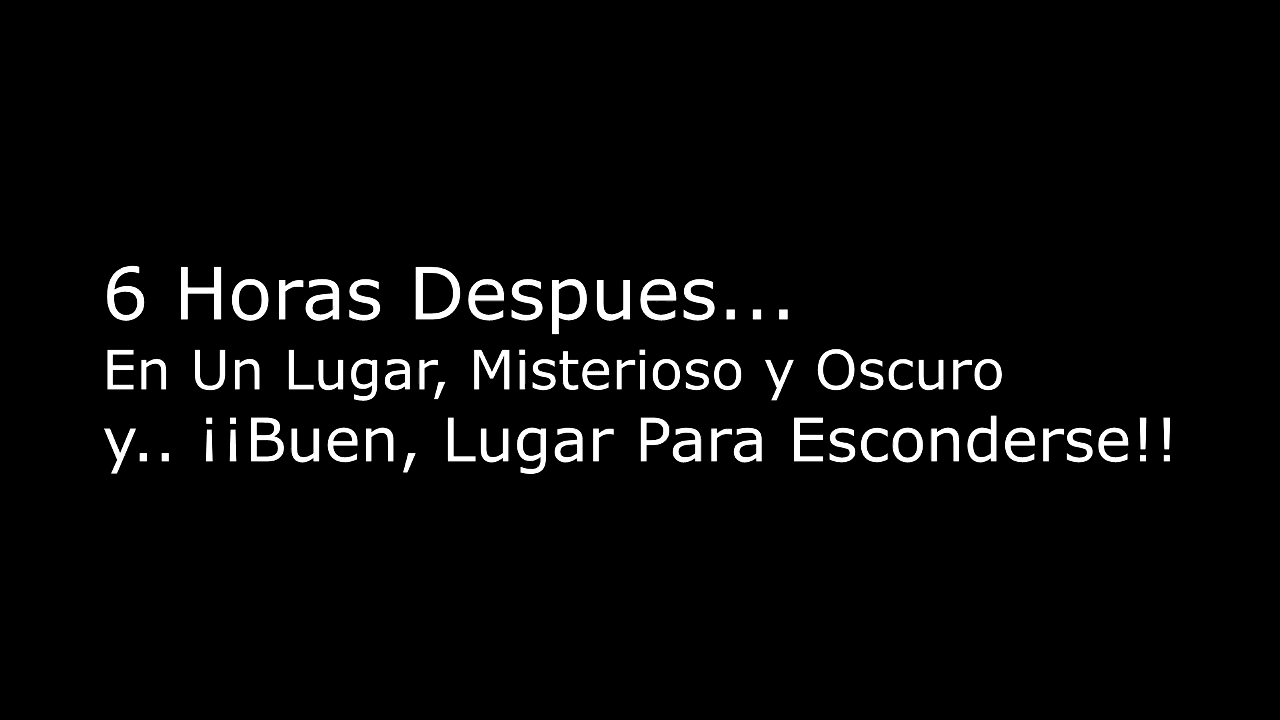 6 Horas Despues...
En Un Lugar, Misterioso y Oscuro
y.. ¡¡Buen, Lugar Para Esconderse!!